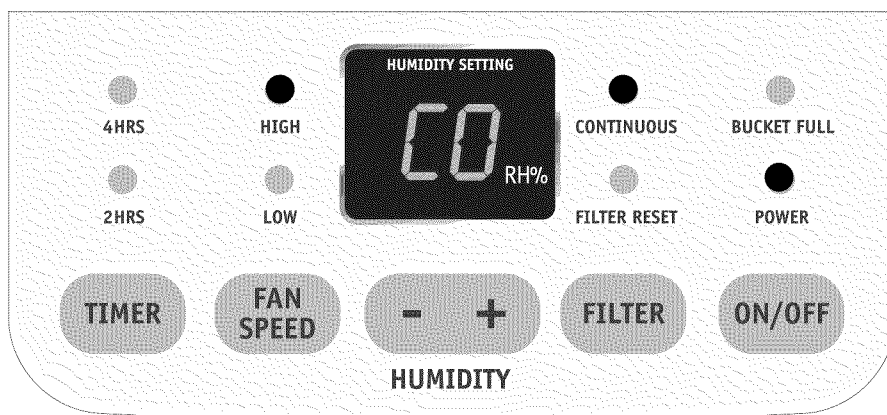 HUMIDITY SETTING
CO
RH%
4HRS
HIGH
CONTINUOUS
BUCKET FULL
2HRS
LOW
FILTER RESET
POWER
TIMER
FAN
SPEED
- +
FILTER
ON/OFF
HUMIDITY